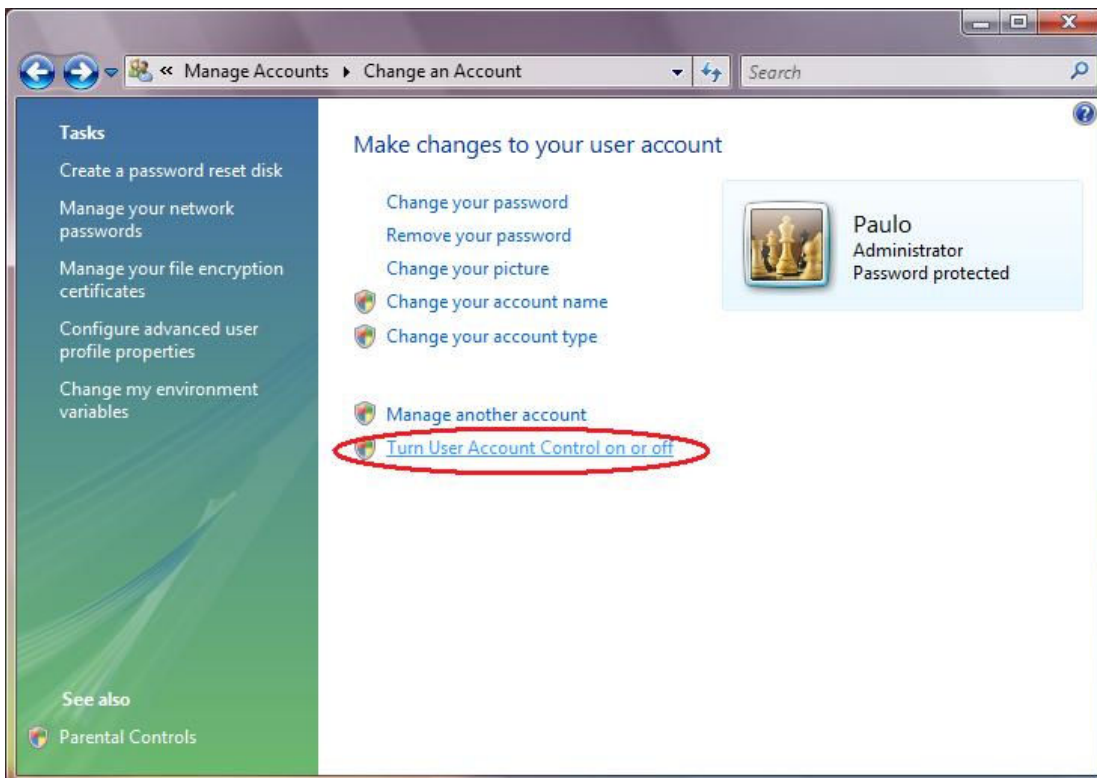 « Manage Accounts ▸ Change an Account
Search
Tasks
Create a password reset disk
Manage your network
passwords
Manage your file encryption
certificates
Configure advanced user
profile properties
Change my environment
variables
See also
Parental Controls
Make changes to your user account
Change your password
Remove your password
Change your picture
Change your account name
Change your account type
Manage another account
Turn User Account Control on or off
Paulo
Administrator
Password protected